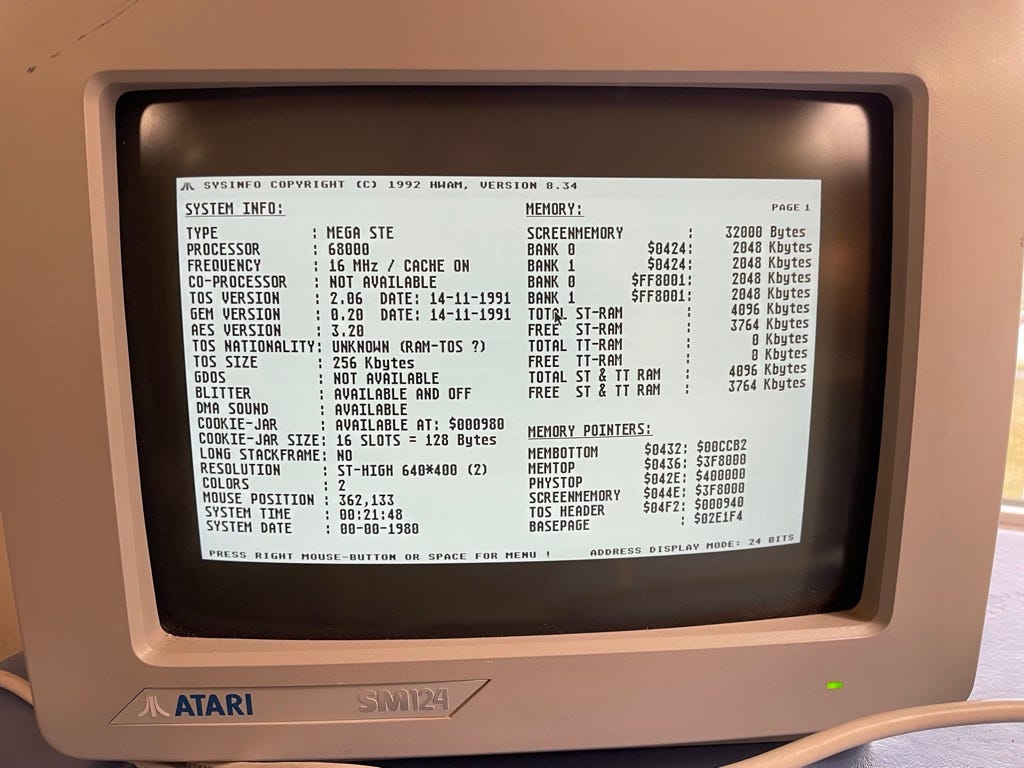 SYSINFO COPYRIGHT (C) 1992 HWAM, VERSION 8.34
SYSTEM INFO:
TYPE : MEGA STE
PROCESSOR : 68000
FREQUENCY : 16 MHz / CACHE ON
CO-PROCESSOR : NOT AVAILABLE
TOS VERSION : 2.06 DATE: 14-11-1991
GEM VERSION : 0.20 DATE: 14-11-1991
AES VERSION : 3.20
TOS NATIONALITY: UNKNOWN (RAM-TOS ?)
TOS SIZE : 256 Kbytes
GDOS : NOT AVAILABLE
BLITTER : AVAILABLE AND OFF
DMA SOUND : AVAILABLE
COOKIE-JAR : AVAILABLE AT: $000980
COOKIE-JAR SIZE: 16 SLOTS = 128 Bytes
LONG STACKFRAME: NO
RESOLUTION : ST-HIGH 640*400 (2)
COLORS : 2
MOUSE POSITION : 362,133
SYSTEM TIME : 00:21:48
SYSTEM DATE : 00-00-1980
MEMORY: PAGE 1
SCREENMEMORY : 32000 Bytes
BANK 0 $0424: 2048 Kbytes
BANK 1 $0424: 2048 Kbytes
BANK 0 $FF8001: 2048 Kbytes
BANK 1 $FF8001: 2048 Kbytes
TOTAL ST-RAM : 4096 Kbytes
FREE ST-RAM : 3764 Kbytes
TOTAL TT-RAM : 0 Kbytes
FREE TT-RAM : 0 Kbytes
TOTAL ST & TT RAM : 4096 Kbytes
FREE ST & TT RAM : 3764 Kbytes
MEMORY POINTERS:
MEMBOTTOM $0432: $00CCB2
MEMTOP $0436: $3F8000
PHYSTOP $042E: $400000
SCREENMEMORY $044E: $3F8000
TOS HEADER $04F2: $000940
BASEPAGE : $02E1F4
PRESS RIGHT MOUSE-BUTTON OR SPACE FOR MENU ! ADDRESS DISPLAY MODE: 24 BITS
ATARI SM124